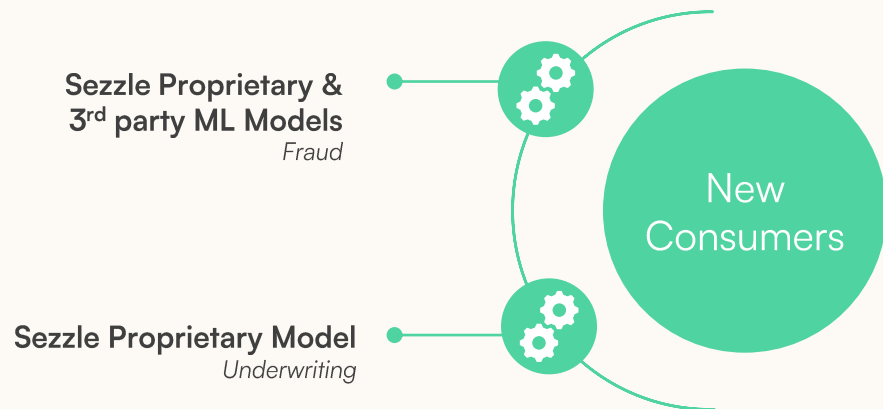 Sezzle Proprietary &
3rd party ML Models
Fraud
New
Consumers
Sezzle Proprietary Model
Underwriting